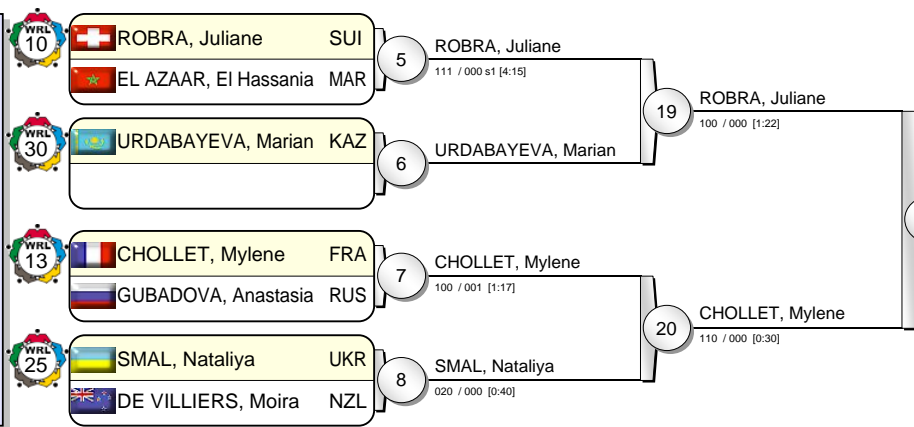 WRL
10
ROBRA, Juliane SUI
EL AZAAR, El Hassania MAR
5
ROBRA, Juliane
111 / 000 s1 [4:15]
19
ROBRA, Juliane
100 / 000 [1:22]
WRL
30
URDABAYEVA, Marian KAZ
6
URDABAYEVA, Marian
WRL
13
CHOLLET, Mylene FRA
GUBADOVA, Anastasia RUS
7
CHOLLET, Mylene
100 / 001 [1:17]
20
CHOLLET, Mylene
110 / 000 [0:30]
WRL
25
SMAL, Nataliya UKR
DE VILLIERS, Moira NZL
8
SMAL, Nataliya
020 / 000 [0:40]